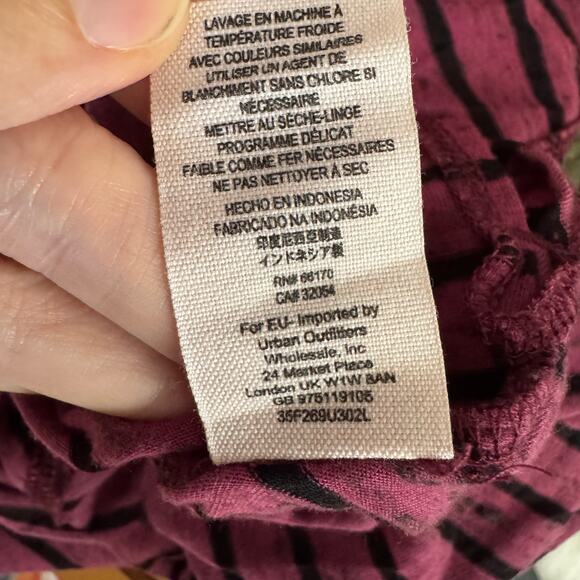 LAVAGE EN MACHINE À
TEMPÉRATURE FROIDE
AVEC COULEURS SIMILAIRES
UTILISER UN AGENT DE
BLANCHIMENT SANS CHLORE SI
NÉCESSAIRE
METTRE AU SÈCHE-LINGE
PROGRAMME DÉLICAT
FAIBLE COMME FER NÉCESSAIRES
NE PAS NETTOYER À SEC
HECHO EN INDONESIA
FABRICADO NA INDONÉSIA
印度尼西亞制造
インドネシア製
RN# 66170
CA# 32054
For EU- Imported by
Urban Outfitters
Wholesale, Inc
24 Market Place
London UK W1W 8AN
GB 975119105
35F269U302L